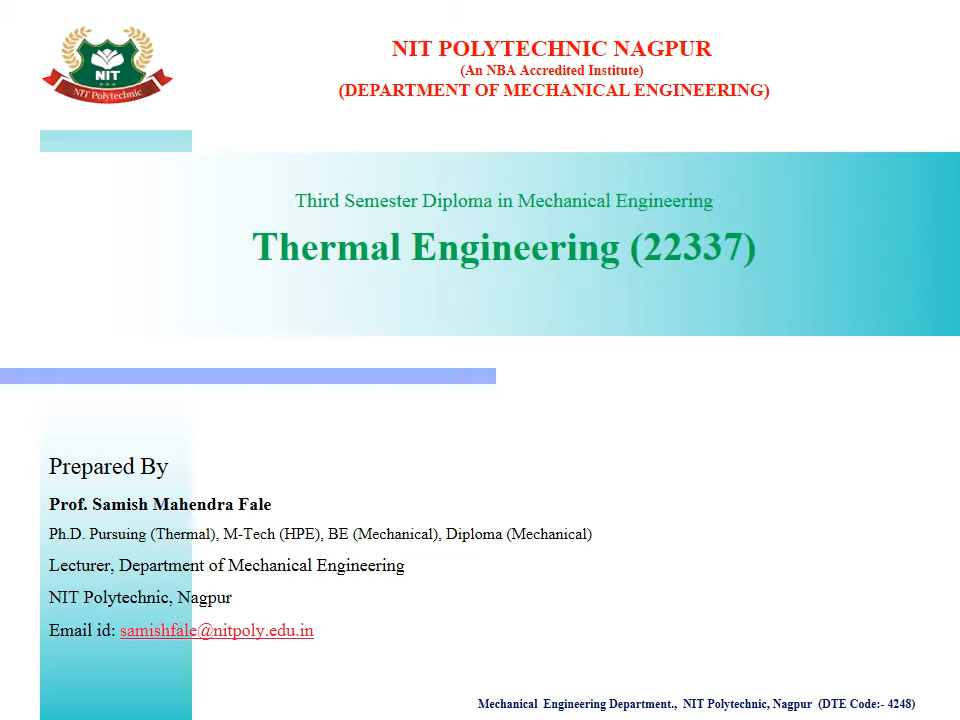 NIT
NIT Polytechnic
NIT POLYTECHNIC NAGPUR
(An NBA Accredited Institute)
(DEPARTMENT OF MECHANICAL ENGINEERING)
Third Semester Diploma in Mechanical Engineering
Thermal Engineering (22337)
Prepared By
Prof. Samish Mahendra Fale
Ph.D. Pursuing (Thermal), M-Tech (HPE), BE (Mechanical), Diploma (Mechanical)
Lecturer, Department of Mechanical Engineering
NIT Polytechnic, Nagpur
Email id: samishfale@nitpoly.edu.in
Mechanical Engineering Department., NIT Polytechnic, Nagpur (DTE Code:- 4248)